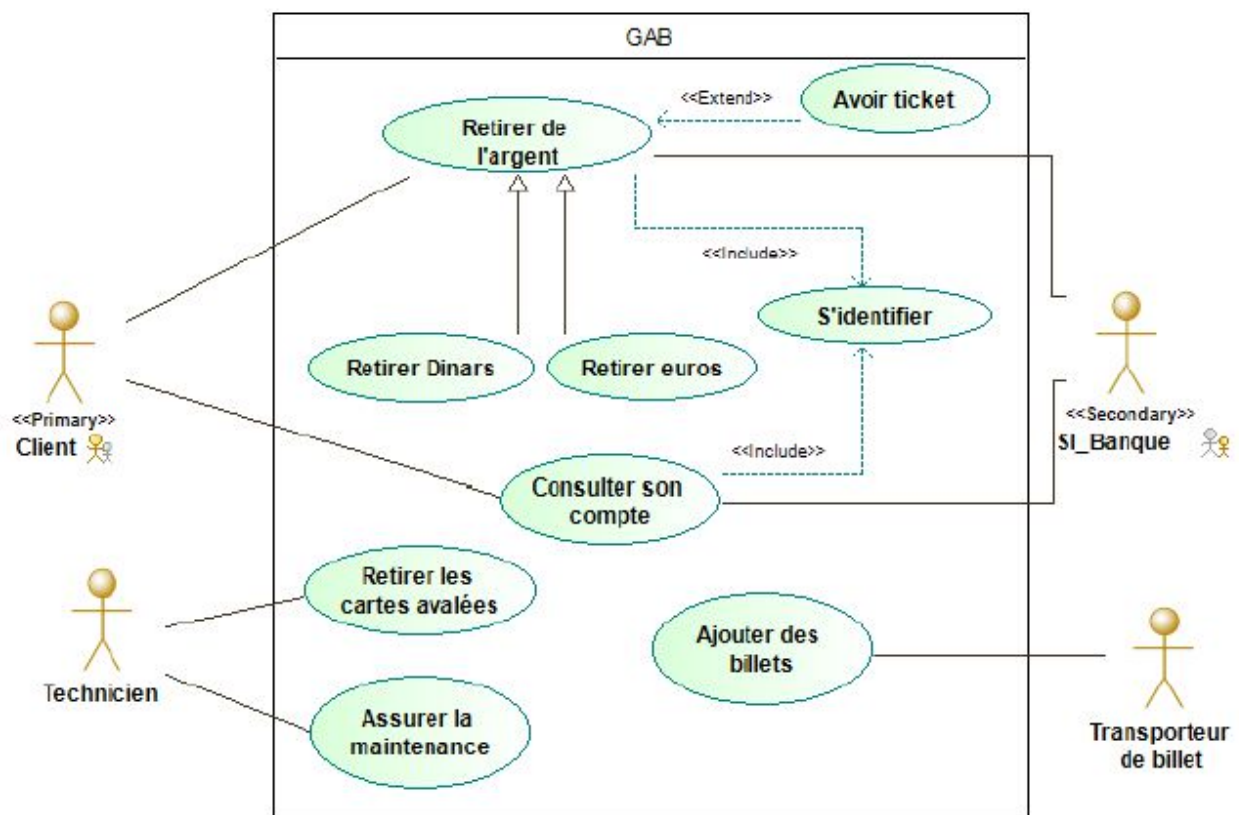 GAB
<<Extend>>
Avoir ticket
Retirer de
l'argent
<<Include>>
S'identifier
Retirer Dinars
Retirer euros
<<Primary>>
Client
<<Secondary>>
SI_Banque
<<Include>>
Consulter son
compte
Retirer les
cartes avalées
Technicien
Ajouter des
billets
Assurer la
maintenance
Transporteur
de billet